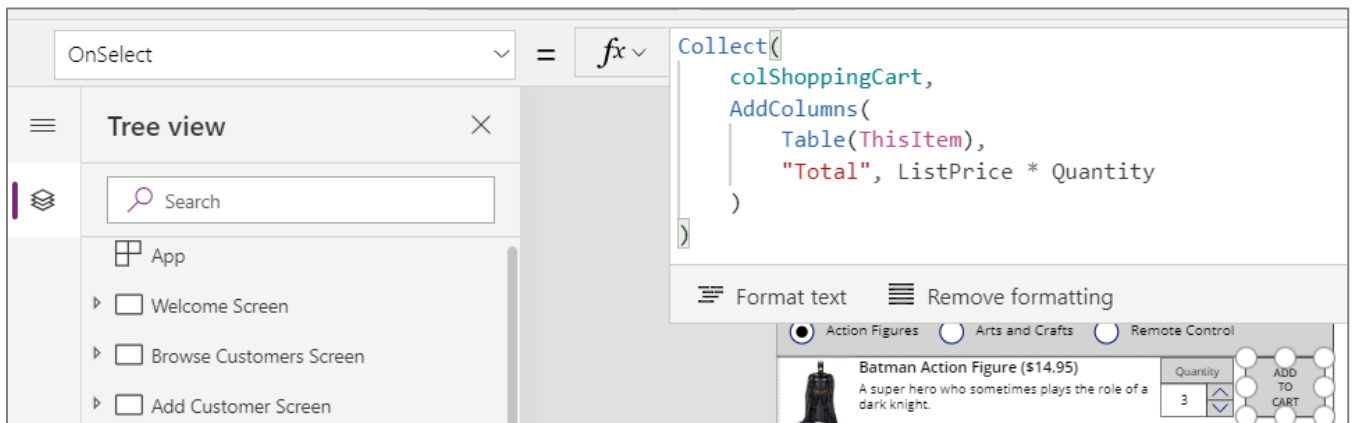 OnSelect
=
fx
Collect(
colShoppingCart,
AddColumns(
Table(ThisItem),
"Total", ListPrice * Quantity
)
)
Tree view
Search
App
Welcome Screen
Browse Customers Screen
Add Customer Screen
Format text
Remove formatting
Action Figures
Arts and Crafts
Remote Control
Batman Action Figure ($14.95)
A super hero who sometimes plays the role of a
dark knight.
Quantity
3
ADD
TO
CART